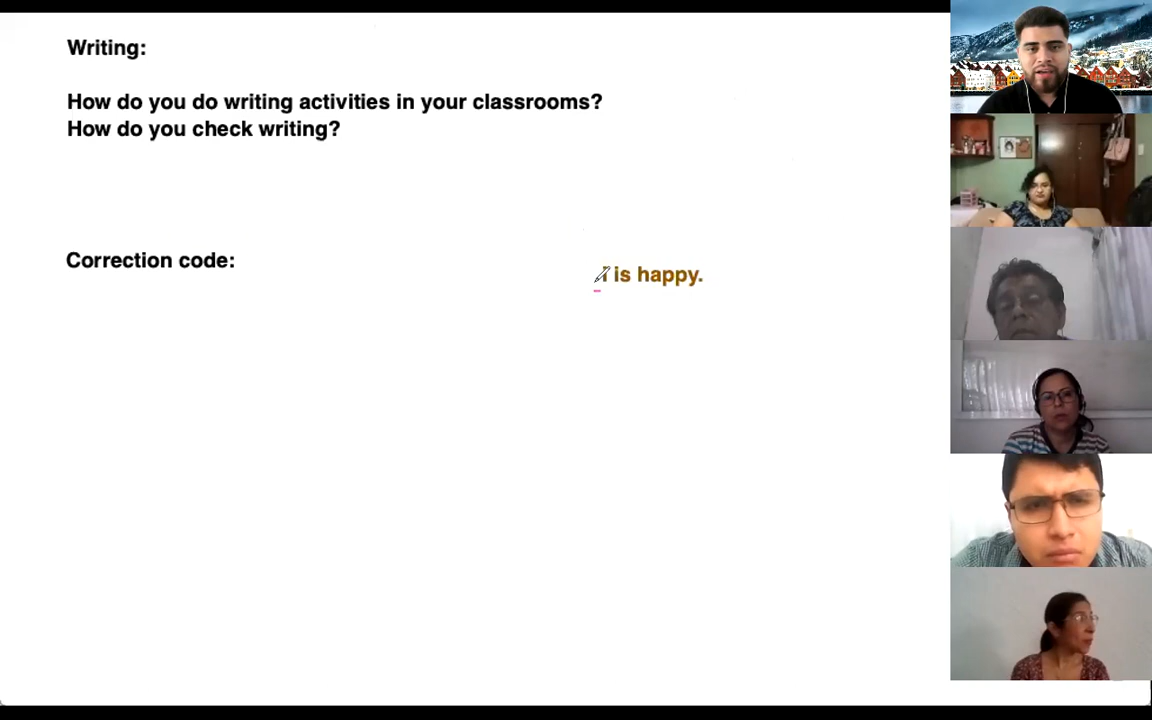 Writing:
How do you do writing activities in your classrooms?
How do you check writing?
Correction code:
is happy.